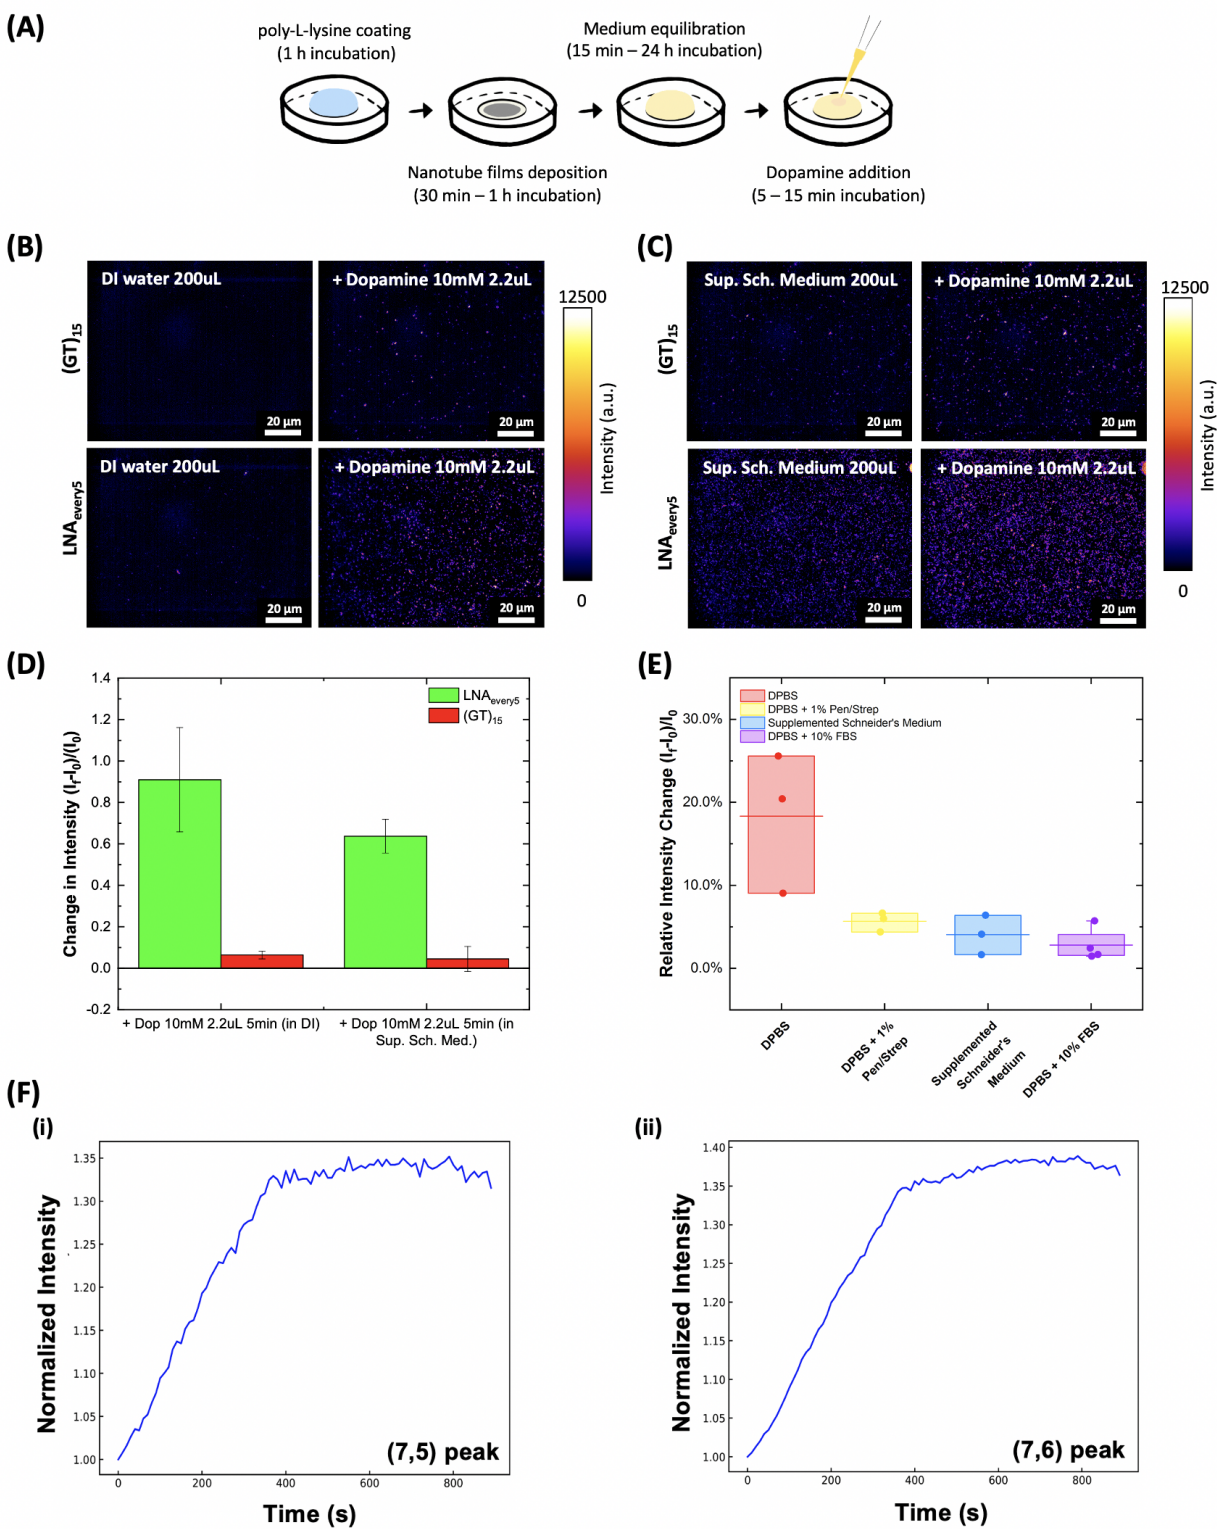 (A)
poly-L-lysine coating
(1 h incubation)
Medium equilibration
(15 min – 24 h incubation)
Nanotube films deposition
(30 min – 1 h incubation)
Dopamine addition
(5 – 15 min incubation)
(B)
(GT)15
DI water 200uL
20 µm
+ Dopamine 10mM 2.2uL
20 µm
LNAevery5
DI water 200uL
20 µm
+ Dopamine 10mM 2.2uL
20 µm
12500
Intensity (a.u.)
0
(C)
(GT)15
Sup. Sch. Medium 200uL
20 µm
+ Dopamine 10mM 2.2uL
20 µm
LNAevery5
Sup. Sch. Medium 200uL
20 µm
+ Dopamine 10mM 2.2uL
20 µm
12500
Intensity (a.u.)
0
(D)
Change in Intensity (If-I0)/(I0)
1.4
1.2
1.0
0.8
0.6
0.4
0.2
0.0
-0.2
LNAevery5
(GT)15
+ Dop 10mM 2.2uL 5min (in DI)
+ Dop 10mM 2.2uL 5min (in
Sup. Sch. Med.)
(E)
Relative Intensity Change (If-I0)/I0
30.0%
20.0%
10.0%
0.0%
DPBS
DPBS + 1% Pen/Strep
Supplemented Schneider's Medium
DPBS + 10% FBS
DPBS
DPBS + 1%
Pen/Strep
Supplemented
Schneider's
Medium
DPBS + 10% FBS
(F)
(i)
Normalized Intensity
1.35
1.30
1.25
1.20
1.15
1.10
1.05
1.00
(7,5) peak
0
200
400
600
800
Time (s)
(ii)
Normalized Intensity
1.40
1.35
1.30
1.25
1.20
1.15
1.10
1.05
1.00
(7,6) peak
0
200
400
600
800
Time (s)